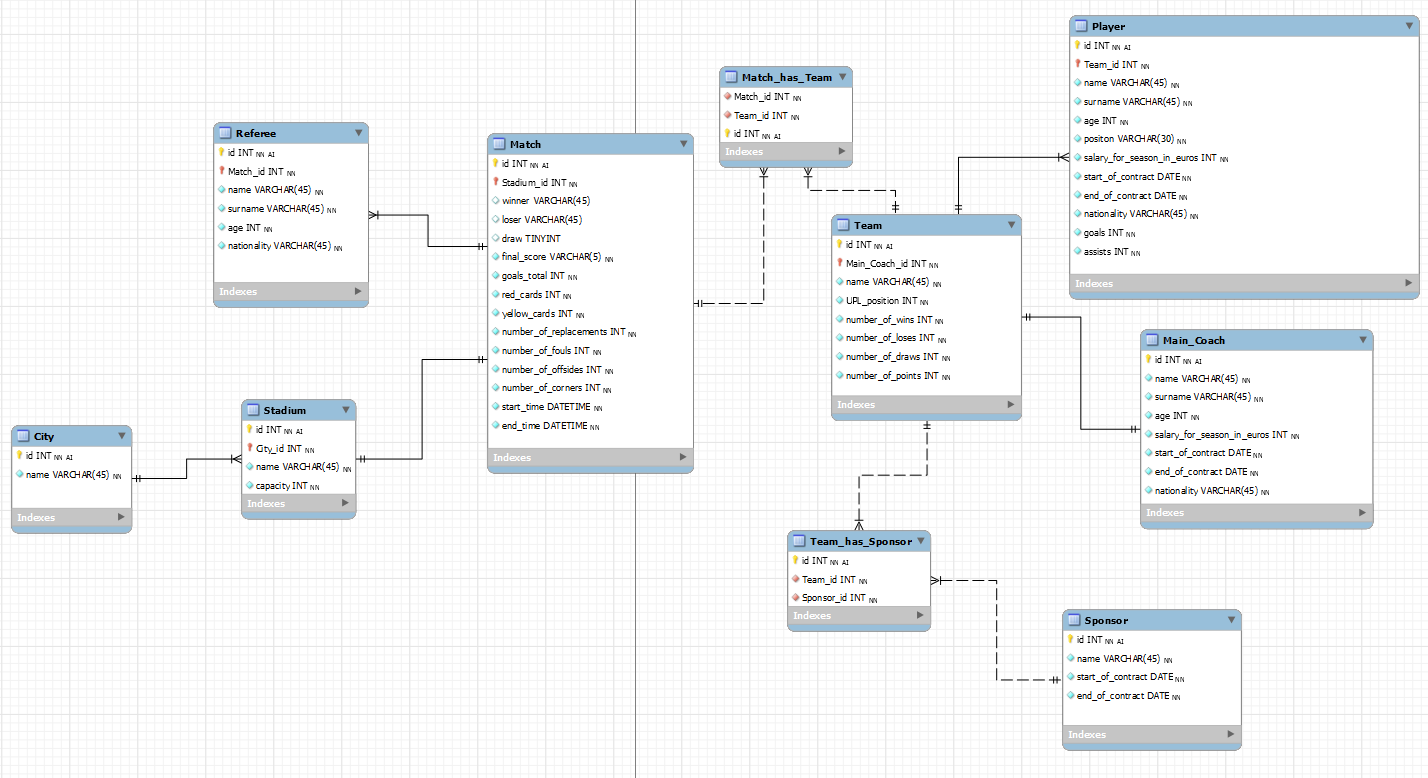 Player
id INT NN AI
Team_id INT NN
name VARCHAR(45) NN
surname VARCHAR(45) NN
age INT NN
positon VARCHAR(30) NN
salary_for_season_in_euros INT NN
start_of_contract DATE NN
end_of_contract DATE NN
nationality VARCHAR(45) NN
goals INT NN
assists INT NN
Indexes
Match_has_Team
Match_id INT NN
Team_id INT NN
id INT NN AI
Indexes
Referee
id INT NN AI
Match_id INT NN
name VARCHAR(45) NN
surname VARCHAR(45) NN
age INT NN
nationality VARCHAR(45) NN
Indexes
Match
id INT NN AI
Stadium_id INT NN
winner VARCHAR(45)
loser VARCHAR(45)
draw TINYINT
final_score VARCHAR(5) NN
goals_total INT NN
red_cards INT NN
yellow_cards INT NN
number_of_replacements INT NN
number_of_fouls INT NN
number_of_offsides INT NN
number_of_corners INT NN
start_time DATETIME NN
end_time DATETIME NN
Indexes
Team
id INT NN AI
Main_Coach_id INT NN
name VARCHAR(45) NN
UPL_position INT NN
number_of_wins INT NN
number_of_loses INT NN
number_of_draws INT NN
number_of_points INT NN
Indexes
Main_Coach
id INT NN AI
name VARCHAR(45) NN
surname VARCHAR(45) NN
age INT NN
salary_for_season_in_euros INT NN
start_of_contract DATE NN
end_of_contract DATE NN
nationality VARCHAR(45) NN
Indexes
Stadium
id INT NN AI
City_id INT NN
name VARCHAR(45) NN
capacity INT NN
Indexes
City
id INT NN AI
name VARCHAR(45) NN
Indexes
Team_has_Sponsor
id INT NN AI
Team_id INT NN
Sponsor_id INT NN
Indexes
Sponsor
id INT NN AI
name VARCHAR(45) NN
start_of_contract DATE NN
end_of_contract DATE NN
Indexes